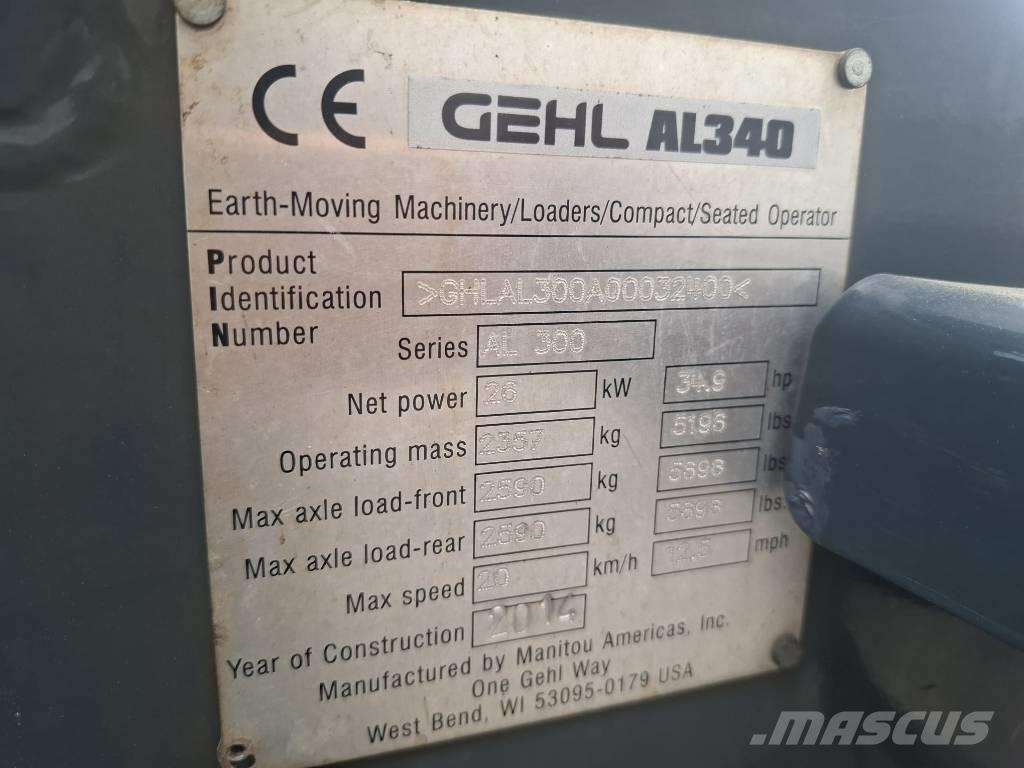 CE GEHL AL340
Earth-Moving Machinery/Loaders/Compact/Seated Operator
Product
Identification >GHLAL300A00032400<
Number
Series AL 300
Net power 26 kW 34.9 hp
Operating mass 2357 kg 5196 lbs
Max axle load-front 2590 kg 5698 lbs
Max axle load-rear 2590 kg 5698 lbs.
Max speed 20 km/h 12.5 mph
Year of Construction 2014
Manufactured by Manitou Americas, Inc.
One Gehl Way
West Bend, WI 53095-0179 USA
MASCUS